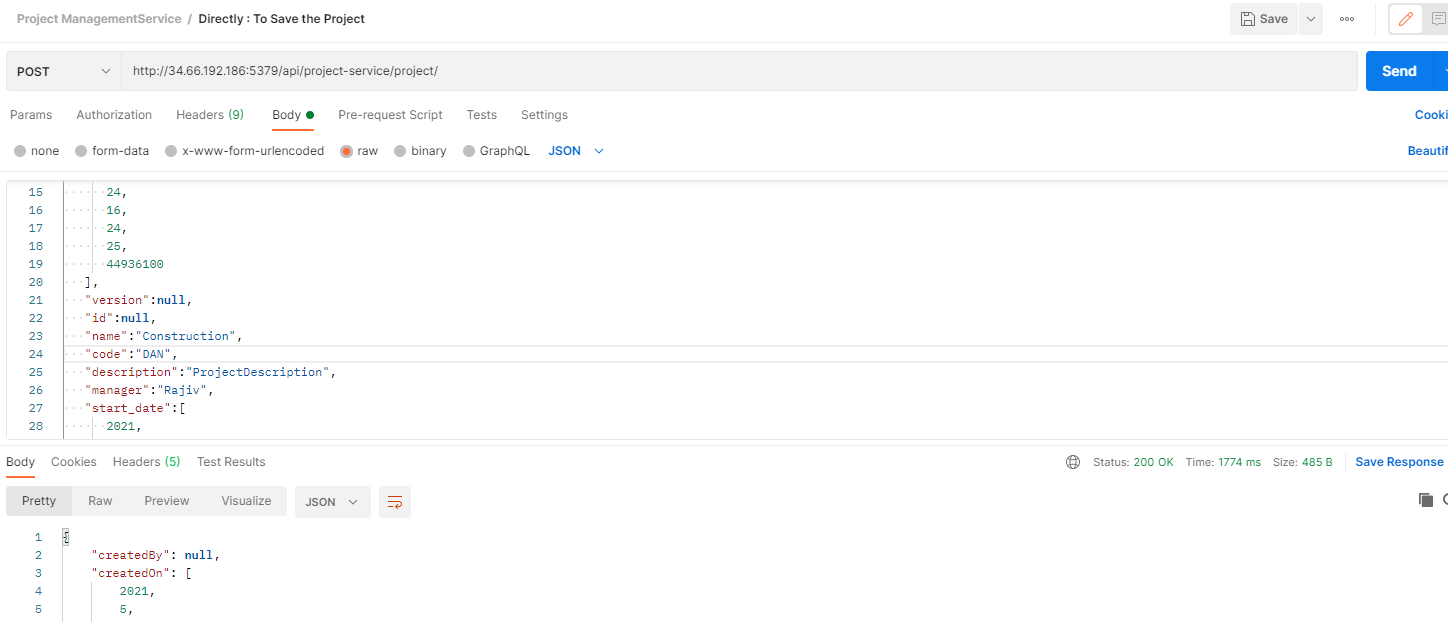 Project ManagementService / Directly : To Save the Project
Save
POST
http://34.66.192.186:5379/api/project-service/project/
Send
Params Authorization Headers (9) Body Pre-request Script Tests Settings
Cooki
none form-data x-www-form-urlencoded raw binary GraphQL JSON
Beautif
15 24,
16 16,
17 24,
18 25,
19 44936100
20 ],
21 "version":null,
22 "id":null,
23 "name":"Construction",
24 "code":"DAN",
25 "description":"ProjectDescription",
26 "manager":"Rajiv",
27 "start_date":[
28 2021,
Body Cookies Headers (5) Test Results
Status: 200 OK Time: 1774 ms Size: 485 B Save Response
Pretty Raw Preview Visualize JSON
1 {
2 "createdBy": null,
3 "createdOn": [
4 2021,
5 5,